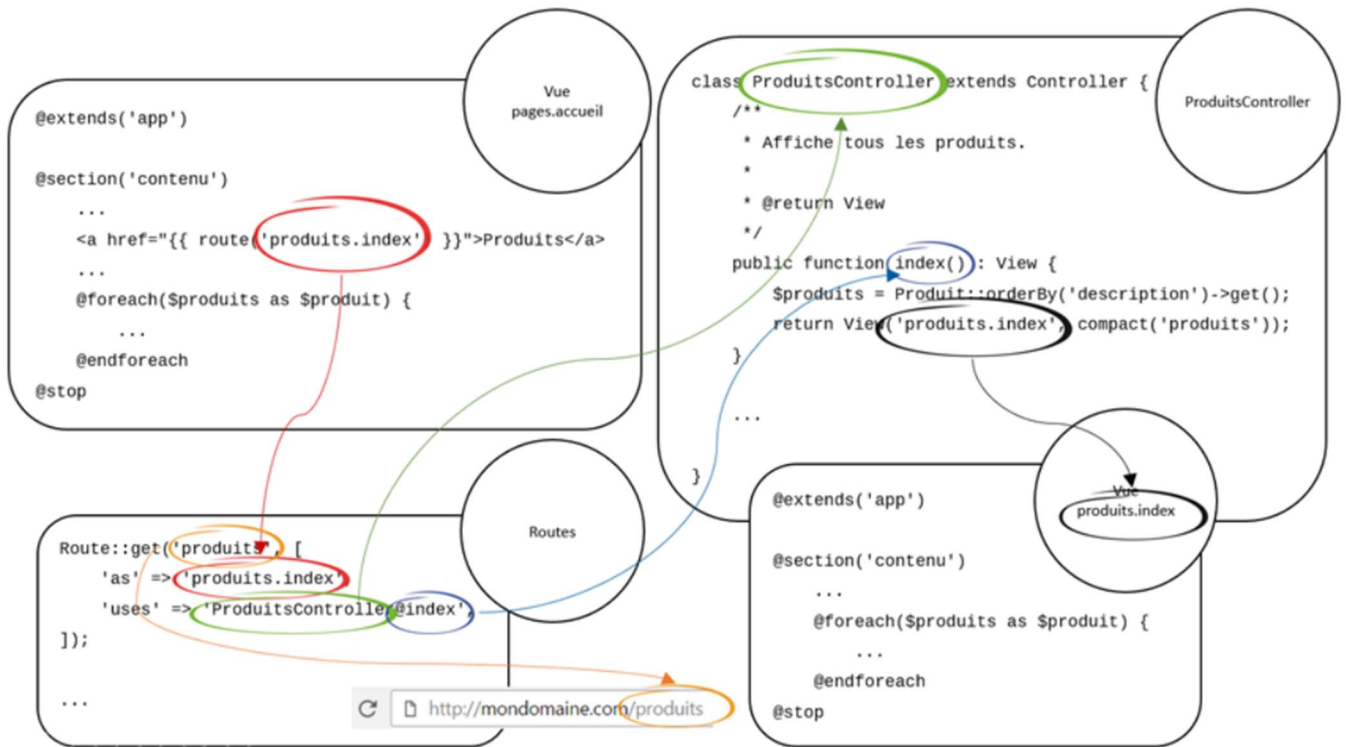 Vue
pages.accueil
@extends('app')
@section('contenu')
...
<a href="{{ route('produits.index') }}">Produits</a>
...
@foreach($produits as $produit) {
...
@endforeach
@stop
ProduitsController
class ProduitsController extends Controller {
/**
* Affiche tous les produits.
*
* @return View
*/
public function index() : View {
$produits = Produit::orderBy('description')->get();
return View('produits.index', compact('produits'));
}
...
}
Routes
Route::get('produits', [
'as' => 'produits.index',
'uses' => 'ProduitsController@index',
]);
...
http://mondomaine.com/produits
Vue
produits.index
@extends('app')
@section('contenu')
...
@foreach($produits as $produit) {
...
@endforeach
@stop